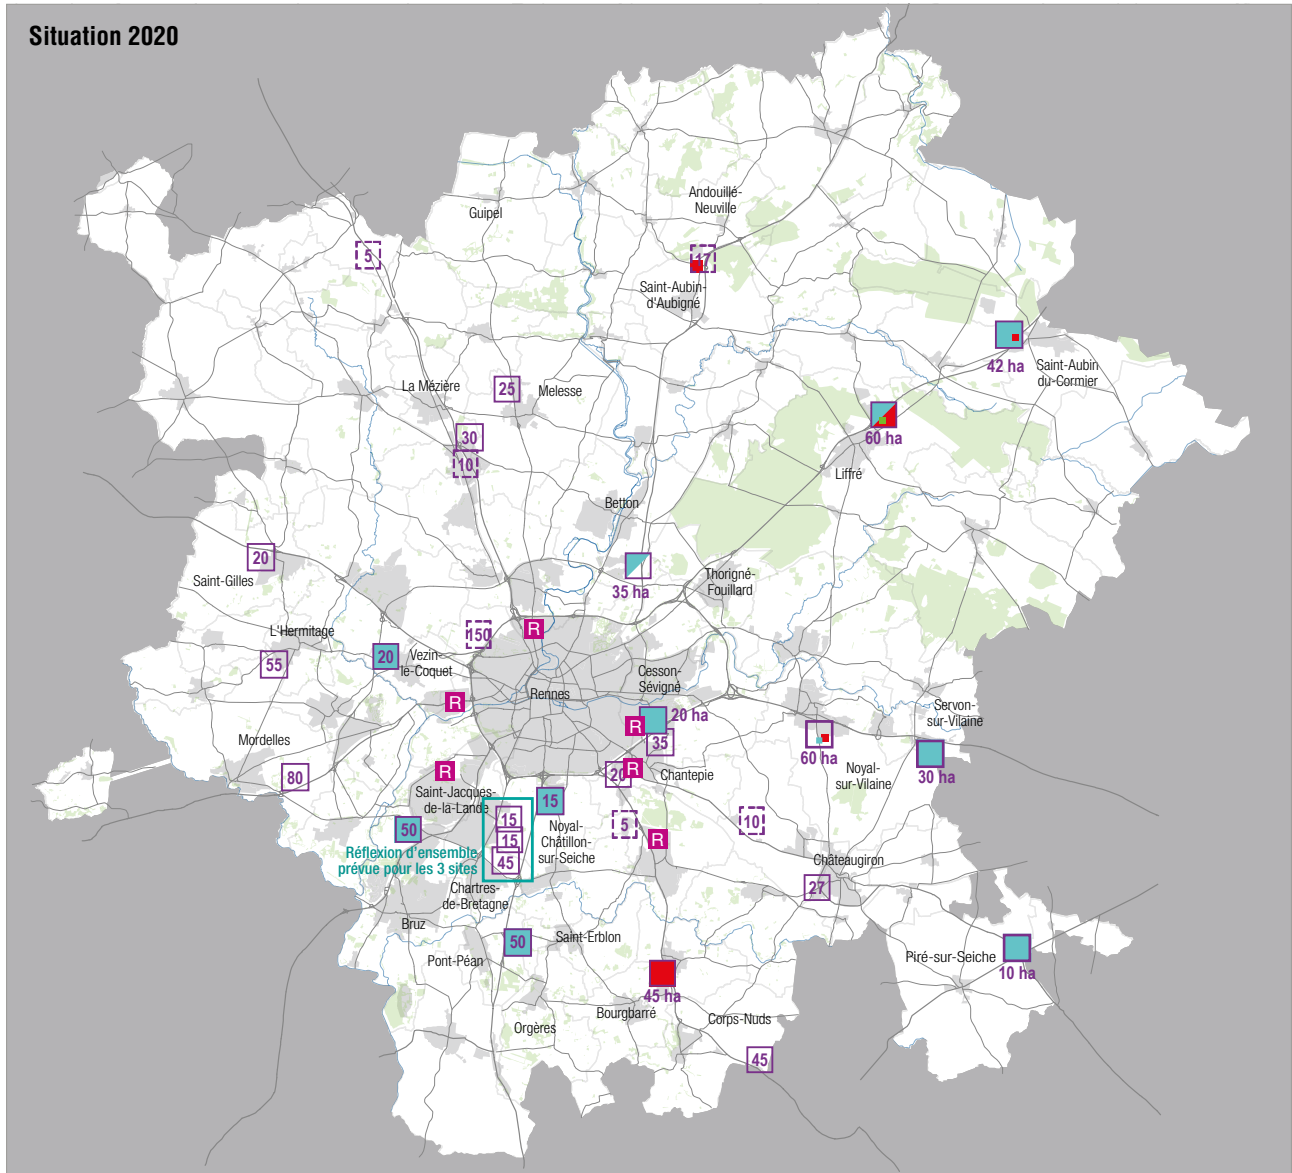 Situation 2020
Andouillé-
Neuville
Guipel
5
17
Saint-Aubin-
d'Aubigné
42 ha
Saint-Aubin
du-Cormier
La Mézière
25
Melesse
30
10
60 ha
Liffré
Betton
20
Saint-Gilles
35 ha
Thorigné-
Fouillard
L'Hermitage
150
R
55
20
Vezin-
le-Coquet
Cesson-
Sévigné
Rennes
R
R
20 ha
35
Servon-
sur-Vilaine
Mordelles
60 ha
Noyal-
sur-Vilaine
30 ha
80
R
20
R
Chantepie
Saint-Jacques-
de-la-Lande
15
15
15
45
50
Noyal-
Châtillon-
sur-Seiche
5
R
10
Réflexion d'ensemble
prévue pour les 3 sites
Châteaugiron
27
Chartres-
de-Bretagne
Bruz
50
Saint-Erblon
Pont-Péan
Piré-sur-Seiche
10 ha
45 ha
Bourgbarré
Corps-Nuds
Orgères
45